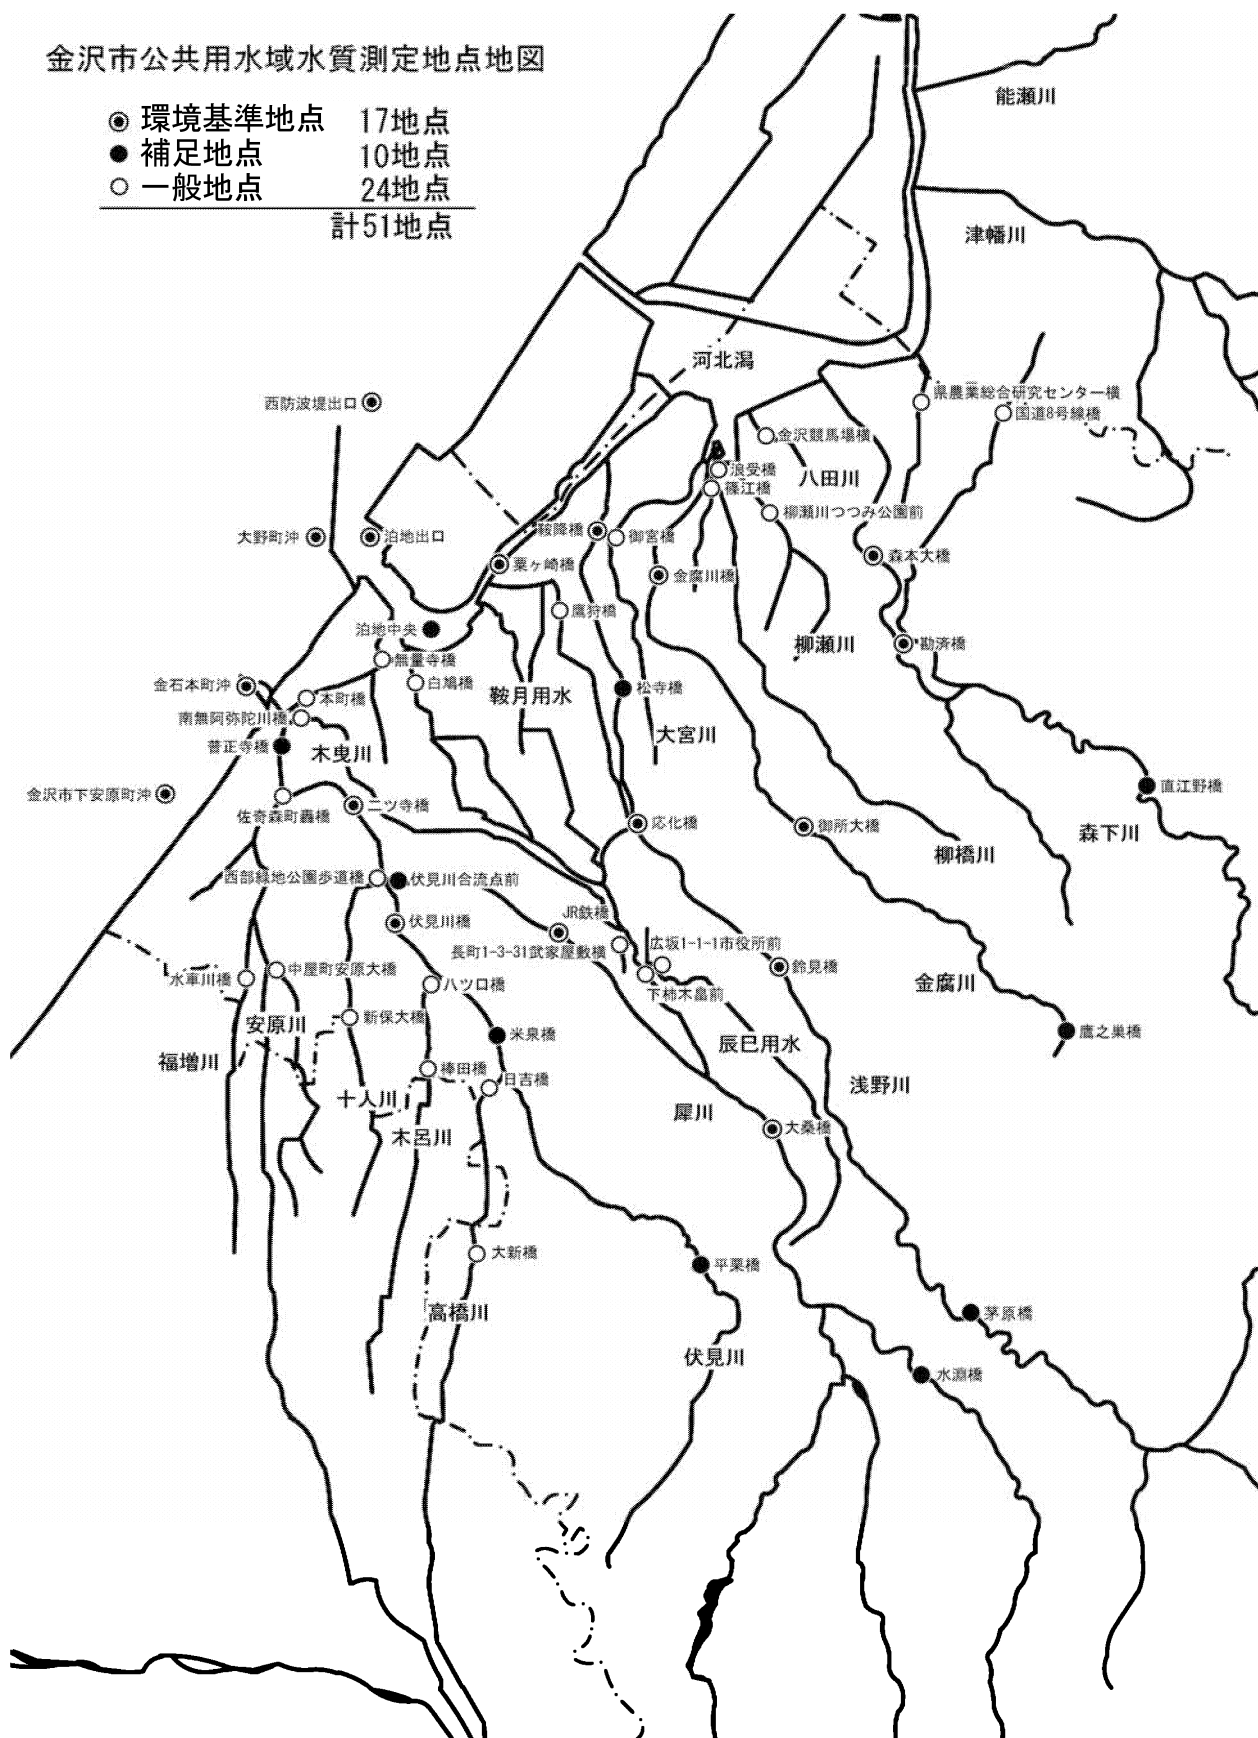 金沢市公共用水域水質測定地点地図
環境基準地点 17地点
補足地点 10地点
一般地点 24地点
計51地点
能瀬川
津幡川
河北潟
県農業総合研究センター横
国道8号線橋
西防波堤出口
金沢競馬場横
浪受橋
八田川
篠江橋
柳瀬川つつみ公園前
大野町沖
泊地出口
鞍降橋
御宮橋
森本大橋
粟ヶ崎橋
金腐川橋
鷹狩橋
泊地中央
柳瀬川
勘済橋
無量寺橋
金石本町沖
白鳩橋
鞍月用水
松寺橋
本町橋
南無阿弥陀川橋
大宮川
普正寺橋
木曳川
直江野橋
金沢市下安原町沖
佐奇森町轟橋
二ツ寺橋
応化橋
御所大橋
森下川
柳橋川
西部緑地公園歩道橋
伏見川合流点前
JR鉄橋
伏見川橋
長町1-3-31武家屋敷横
広坂1-1-1市役所前
水車川橋
中屋町安原大橋
鈴見橋
八ツ口橋
下柿木畠前
金腐川
新保大橋
安原川
米泉橋
鷹之巣橋
辰巳用水
福増川
棒田橋
日吉橋
浅野川
十人川
犀川
木呂川
大桑橋
大新橋
平栗橋
高橋川
茅原橋
伏見川
水淵橋